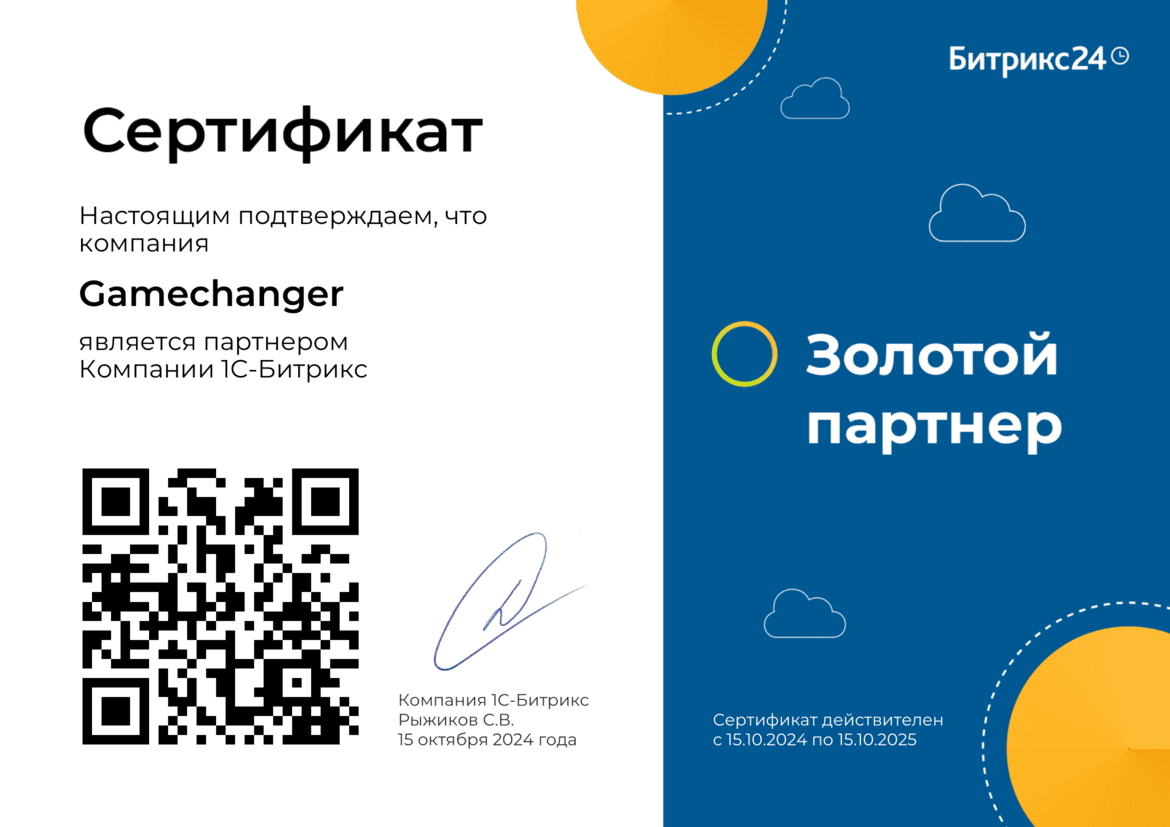 Сертификат
Настоящим подтверждаем, что
компания
Gamechanger
является партнером
Компании 1С-Битрикс
Компания 1С-Битрикс
Рыжиков С.В.
15 октября 2024 года
Битрикс24
Золотой
партнер
Сертификат действителен
с 15.10.2024 по 15.10.2025